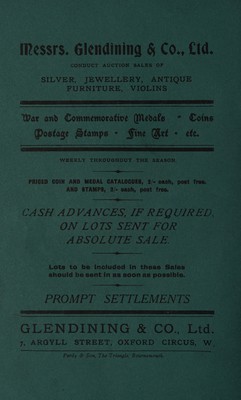 Messrs. Glendining & Co., Ltd.
CONDUCT AUCTION SALES OF
SILVER, JEWELLERY, ANTIQUE
FURNITURE, VIOLINS
War and Commemorative Medals · Coins
Postage Stamps · Fine Art · etc.
WEEKLY THROUGHOUT THE SEASON.
PRICED COIN AND MEDAL CATALOGUES, 2/- each, post free.
AND STAMPS, 2/- each, post free.
CASH ADVANCES, IF REQUIRED,
ON LOTS SENT FOR
ABSOLUTE SALE.
Lots to be included in these Sales
should be sent in as soon as possible.
PROMPT SETTLEMENTS
GLENDINING & CO., Ltd.
7, ARGYLL STREET, OXFORD CIRCUS, W.
& Son, The Triangle,